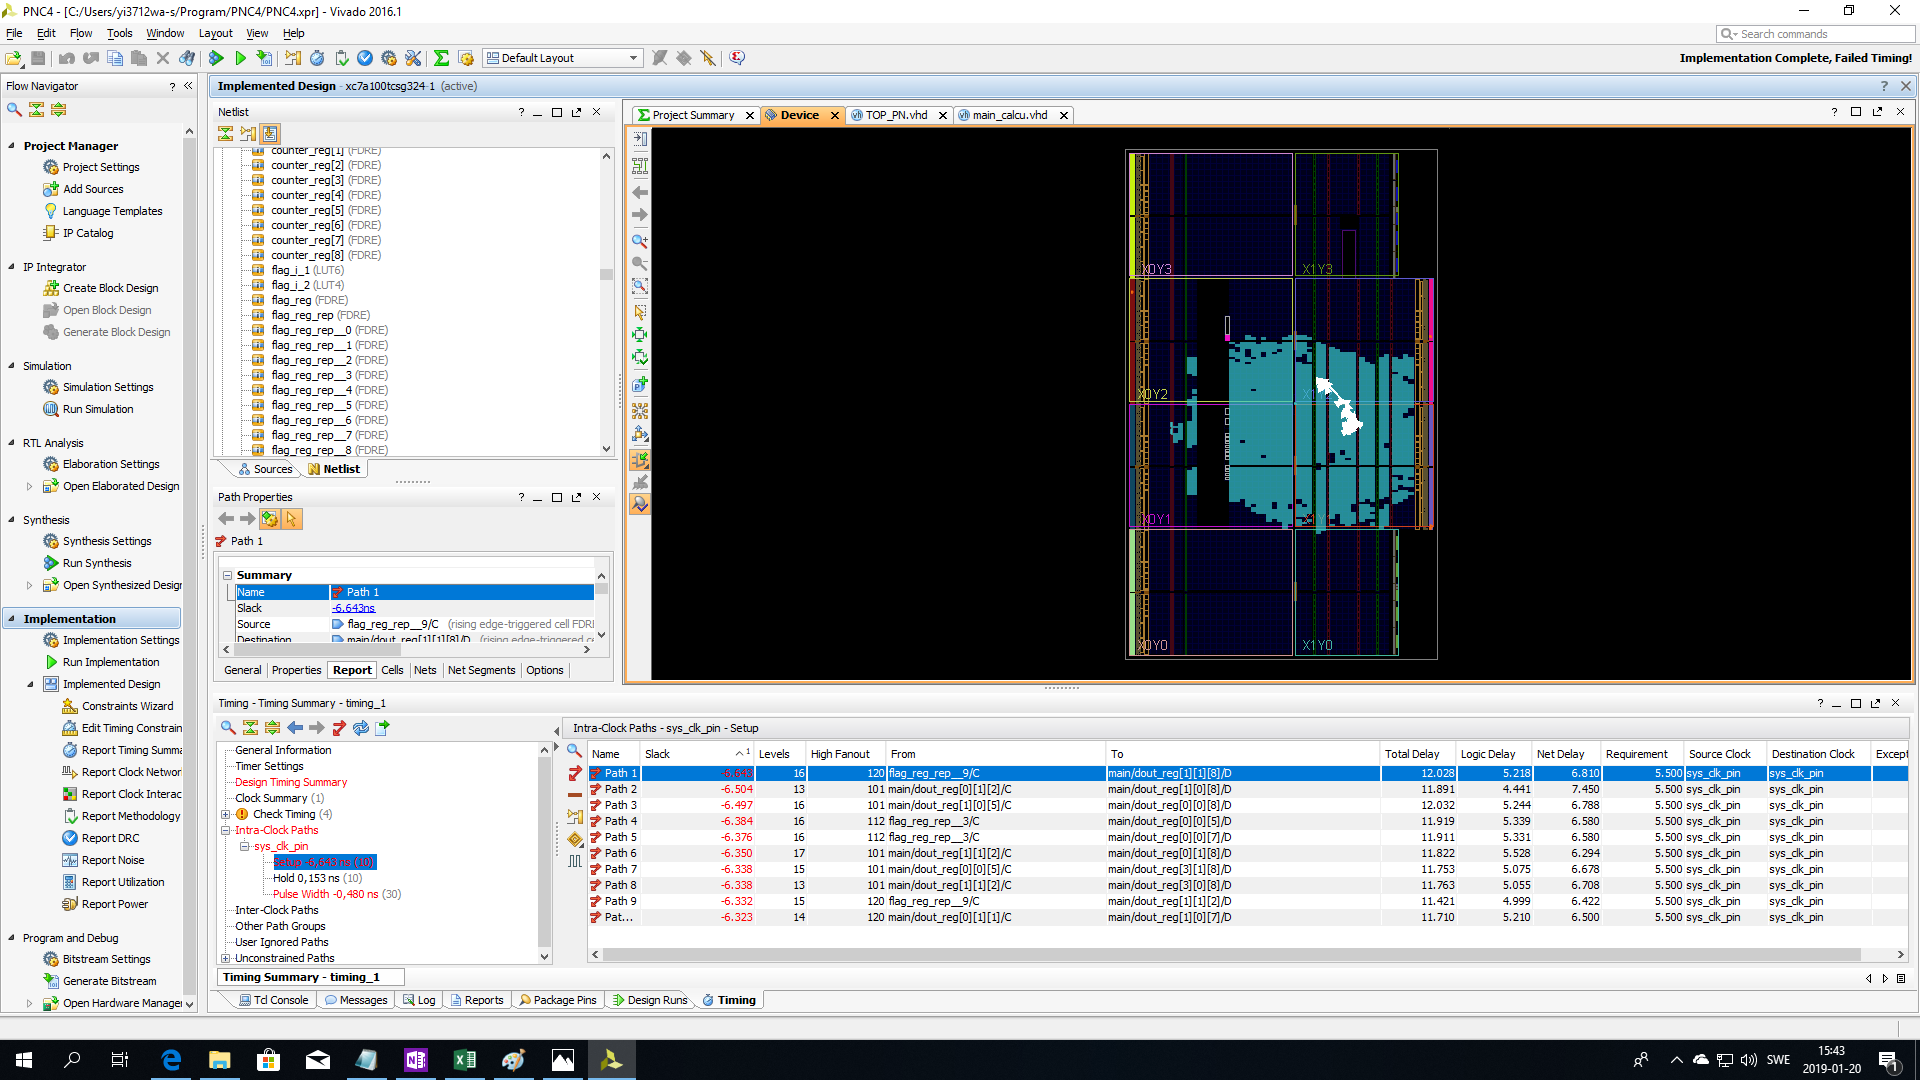 PNC4 - [C:/Users/yi3712wa-s/Program/PNC4/PNC4.xpr] - Vivado 2016.1
File Edit Flow Tools Window Layout View Help
Search commands
Default Layout
Implementation Complete, Failed Timing!
Flow Navigator
Project Manager
Project Settings
Add Sources
Language Templates
IP Catalog
IP Integrator
Create Block Design
Open Block Design
Generate Block Design
Simulation
Simulation Settings
Run Simulation
RTL Analysis
Elaboration Settings
Open Elaborated Design
Synthesis
Synthesis Settings
Run Synthesis
Open Synthesized Design
Implementation
Implementation Settings
Run Implementation
Implemented Design
Constraints Wizard
Edit Timing Constrain
Report Timing Summa
Report Clock Networ
Report Clock Interac
Report Methodology
Report DRC
Report Noise
Report Utilization
Report Power
Program and Debug
Bitstream Settings
Generate Bitstream
Open Hardware Manager
Implemented Design - xc7a100tcsg324-1 (active)
Netlist
counter_reg[1] (FDRE)
counter_reg[2] (FDRE)
counter_reg[3] (FDRE)
counter_reg[4] (FDRE)
counter_reg[5] (FDRE)
counter_reg[6] (FDRE)
counter_reg[7] (FDRE)
counter_reg[8] (FDRE)
flag_i_1 (LUT6)
flag_i_2 (LUT4)
flag_reg (FDRE)
flag_reg_rep (FDRE)
flag_reg_rep__0 (FDRE)
flag_reg_rep__1 (FDRE)
flag_reg_rep__2 (FDRE)
flag_reg_rep__3 (FDRE)
flag_reg_rep__4 (FDRE)
flag_reg_rep__5 (FDRE)
flag_reg_rep__6 (FDRE)
flag_reg_rep__7 (FDRE)
flag_reg_rep__8 (FDRE)
Sources Netlist
Path Properties
Path 1
Summary
Name Path 1
Slack -6.643ns
Source flag_reg_rep__9/C (rising edge-triggered cell FDRI
Destination main/dout_reg[1][1][8]/D (rising edge-triggered ce
General Properties Report Cells Nets Net Segments Options
Project Summary Device TOP_PN.vhd main_calcu.vhd
X0Y3 X1Y3
X0Y2
X0Y1
X0Y0 X1Y0
Timing - Timing Summary - timing_1
General Information
Timer Settings
Design Timing Summary
Clock Summary (1)
Check Timing (4)
Intra-Clock Paths
sys_clk_pin
Setup -6,643 ns (10)
Hold 0,153 ns (10)
Pulse Width -0,480 ns (30)
Inter-Clock Paths
Other Path Groups
User Ignored Paths
Unconstrained Paths
Timing Summary - timing_1
Intra-Clock Paths - sys_clk_pin - Setup
Name Slack 1 Levels High Fanout From To Total Delay Logic Delay Net Delay Requirement Source Clock Destination Clock Except
Path 1 -6.643 16 120 flag_reg_rep__9/C main/dout_reg[1][1][8]/D 12.028 5.218 6.810 5.500 sys_clk_pin sys_clk_pin
Path 2 -6.504 13 101 main/dout_reg[0][1][2]/C main/dout_reg[1][0][8]/D 11.891 4.441 7.450 5.500 sys_clk_pin sys_clk_pin
Path 3 -6.497 16 101 main/dout_reg[1][0][5]/C main/dout_reg[0][1][8]/D 12.032 5.244 6.788 5.500 sys_clk_pin sys_clk_pin
Path 4 -6.384 16 112 flag_reg_rep__3/C main/dout_reg[0][0][5]/D 11.919 5.339 6.580 5.500 sys_clk_pin sys_clk_pin
Path 5 -6.376 16 112 flag_reg_rep__3/C main/dout_reg[0][0][7]/D 11.911 5.331 6.580 5.500 sys_clk_pin sys_clk_pin
Path 6 -6.350 17 101 main/dout_reg[1][1][2]/C main/dout_reg[0][1][8]/D 11.822 5.528 6.294 5.500 sys_clk_pin sys_clk_pin
Path 7 -6.338 15 101 main/dout_reg[0][0][5]/C main/dout_reg[3][1][8]/D 11.753 5.075 6.678 5.500 sys_clk_pin sys_clk_pin
Path 8 -6.338 13 101 main/dout_reg[1][1][2]/C main/dout_reg[3][0][8]/D 11.763 5.055 6.708 5.500 sys_clk_pin sys_clk_pin
Path 9 -6.332 15 120 flag_reg_rep__9/C main/dout_reg[1][1][2]/D 11.421 4.999 6.422 5.500 sys_clk_pin sys_clk_pin
Pat... -6.323 14 120 main/dout_reg[0][1][1]/C main/dout_reg[1][0][7]/D 11.710 5.210 6.500 5.500 sys_clk_pin sys_clk_pin
Tcl Console Messages Log Reports Package Pins Design Runs Timing
SWE
15:43
2019-01-20
1